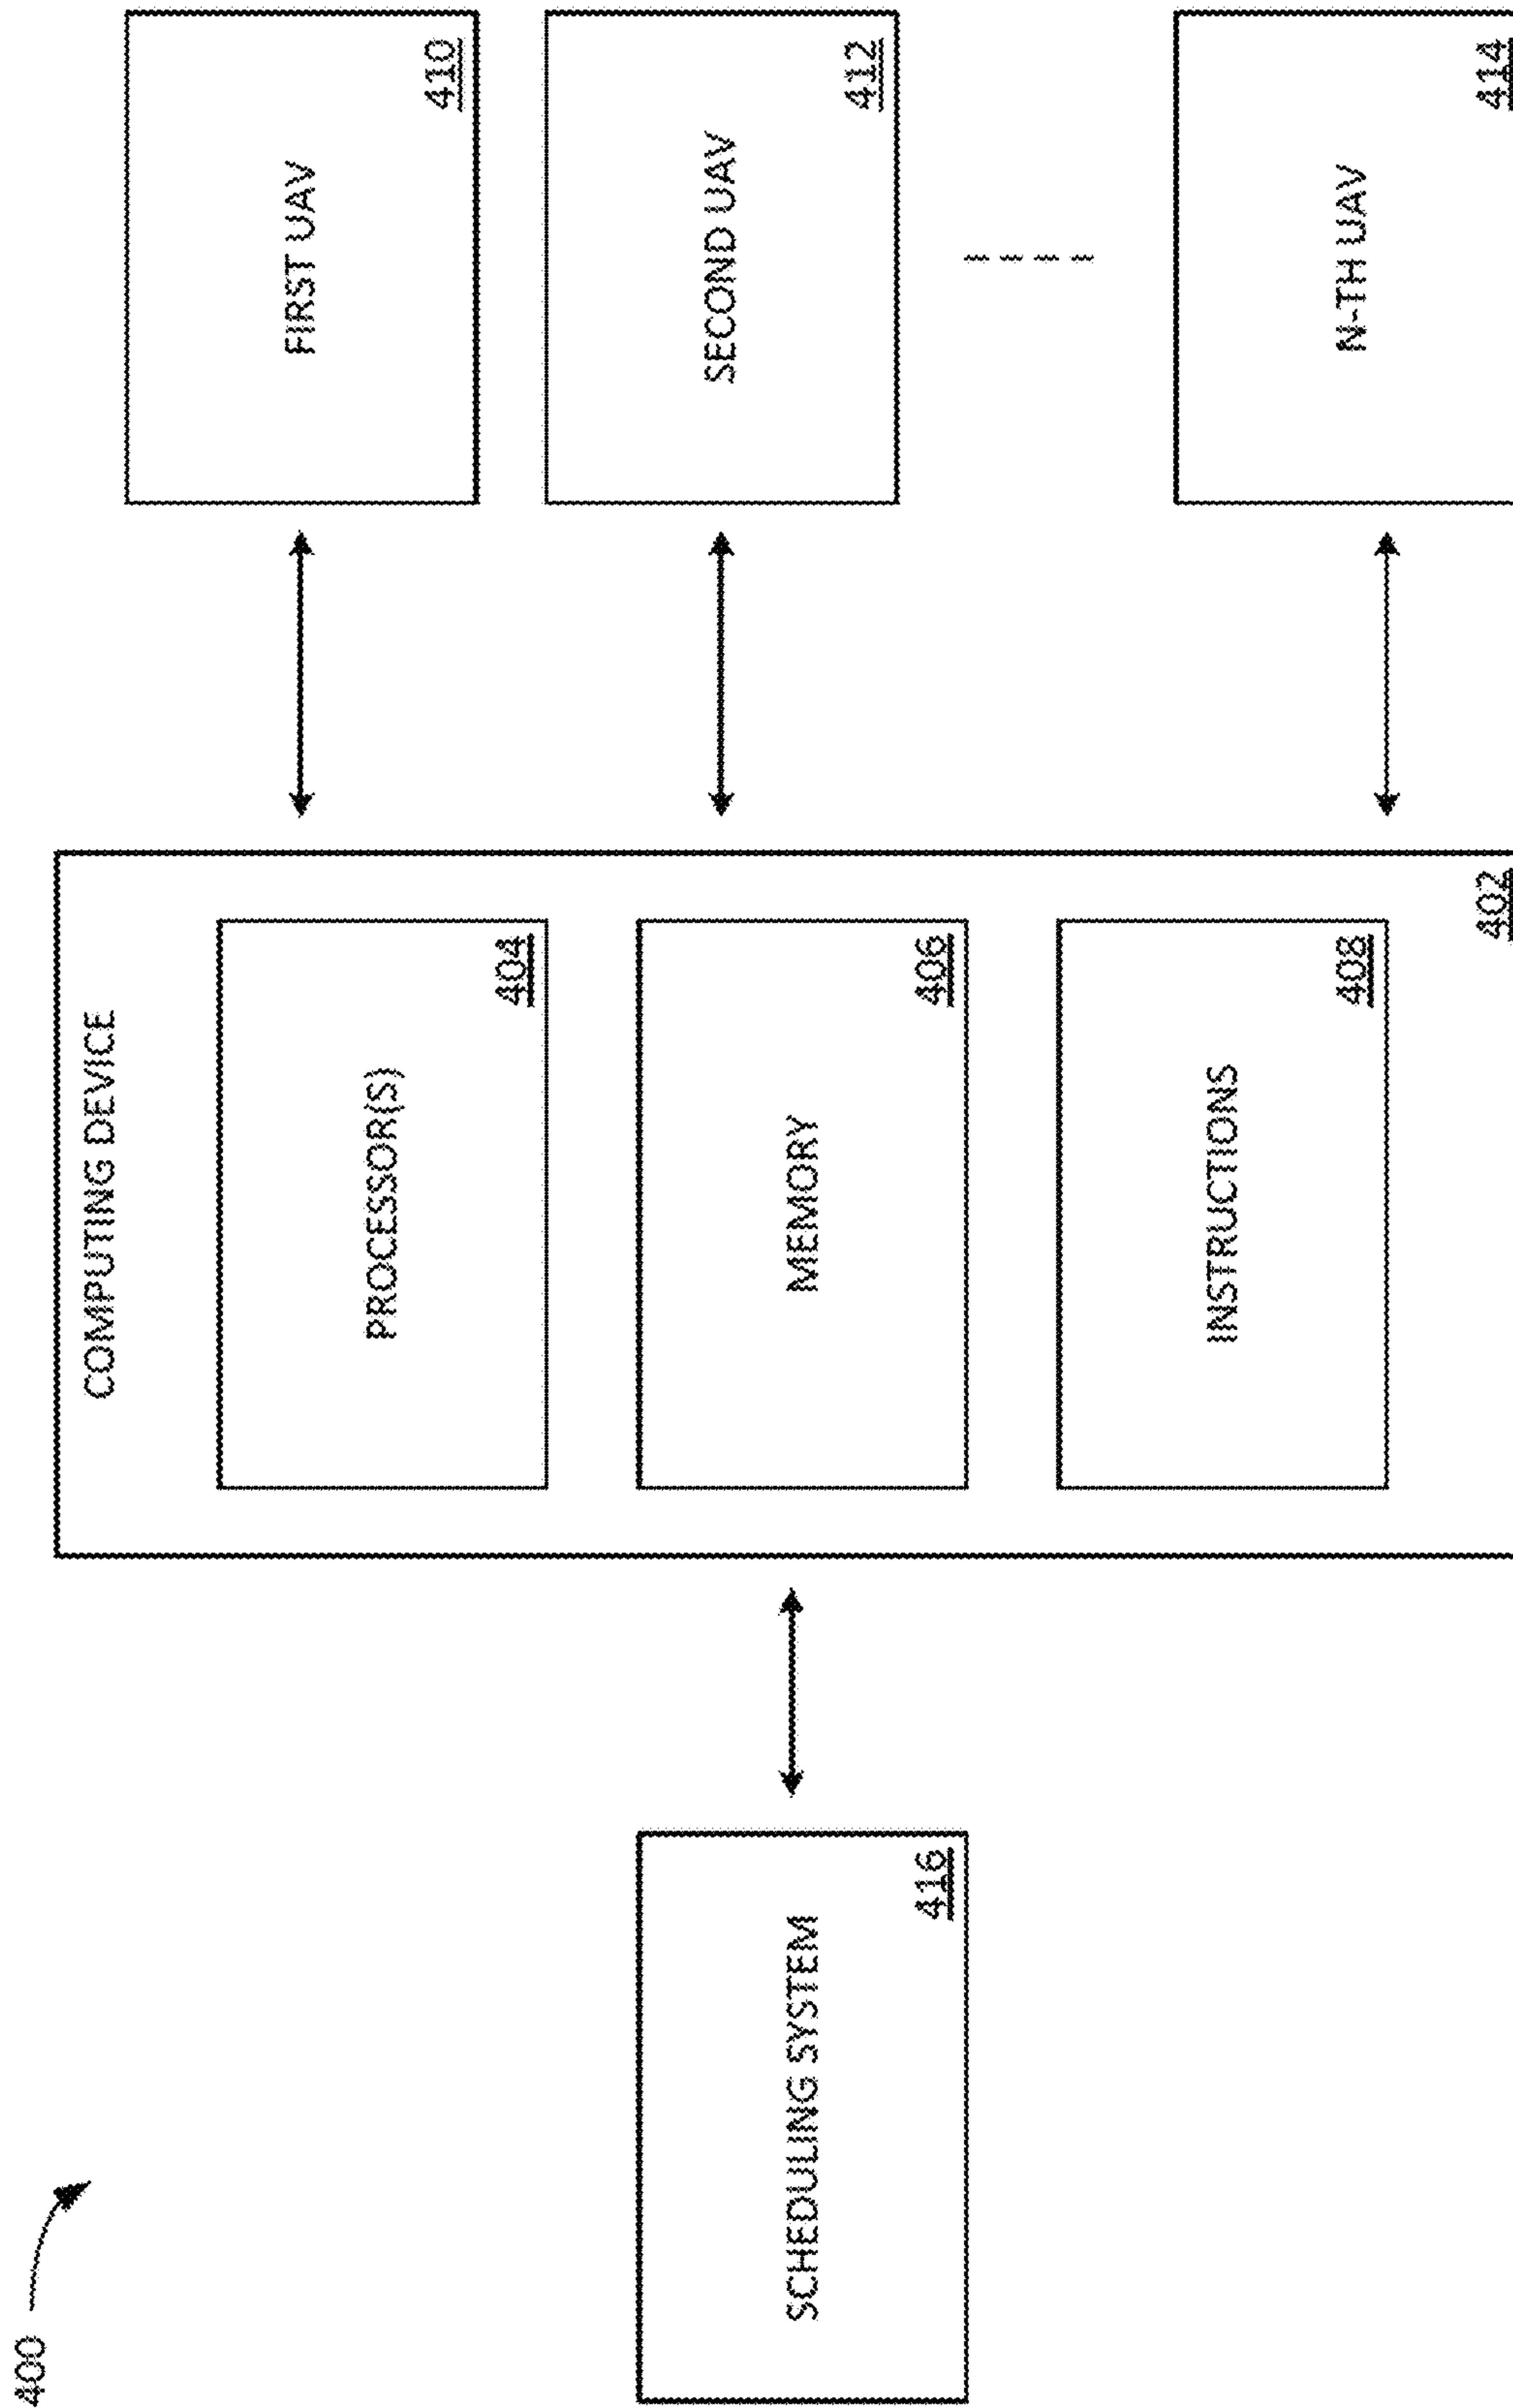 400
SCHEDULING SYSTEM
416
COMPUTING DEVICE
PROCESSOR(S)
404
MEMORY
406
INSTRUCTIONS
408
402
FIRST UAV
410
SECOND UAV
412
N-TH UAV
414